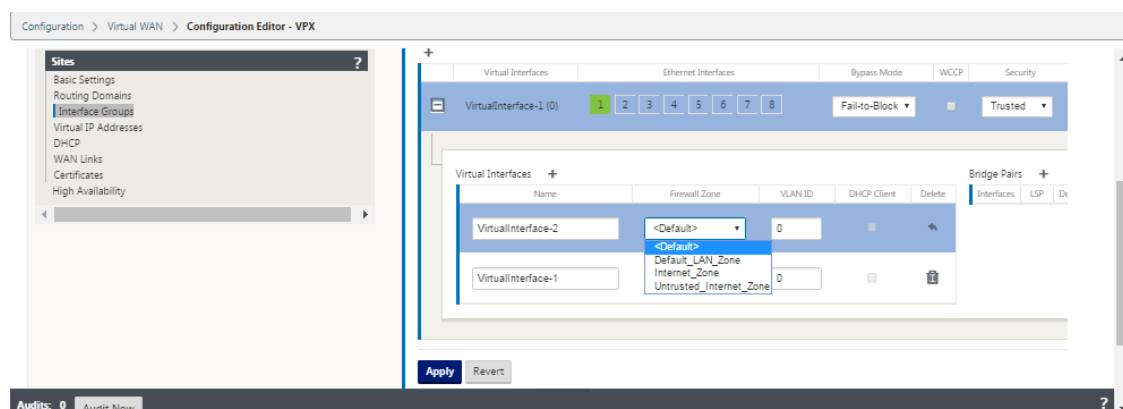 Configuration > Virtual WAN > Configuration Editor - VPX
Sites ?
Basic Settings
Routing Domains
Interface Groups
Virtual IP Addresses
DHCP
WAN Links
Certificates
High Availability
+
Virtual Interfaces Ethernet Interfaces Bypass Mode WCCP Security
VirtualInterface-1 (0) 1 2 3 4 5 6 7 8 Fail-to-Block Trusted
Virtual Interfaces + Bridge Pairs +
Name Firewall Zone VLAN ID DHCP Client Delete Interfaces LSP De
VirtualInterface-2 <Default> 0
<Default>
Default_LAN_Zone
Internet_Zone
Untrusted_Internet_Zone
VirtualInterface-1 0
Apply Revert
Audits: 0 Audit Now ?